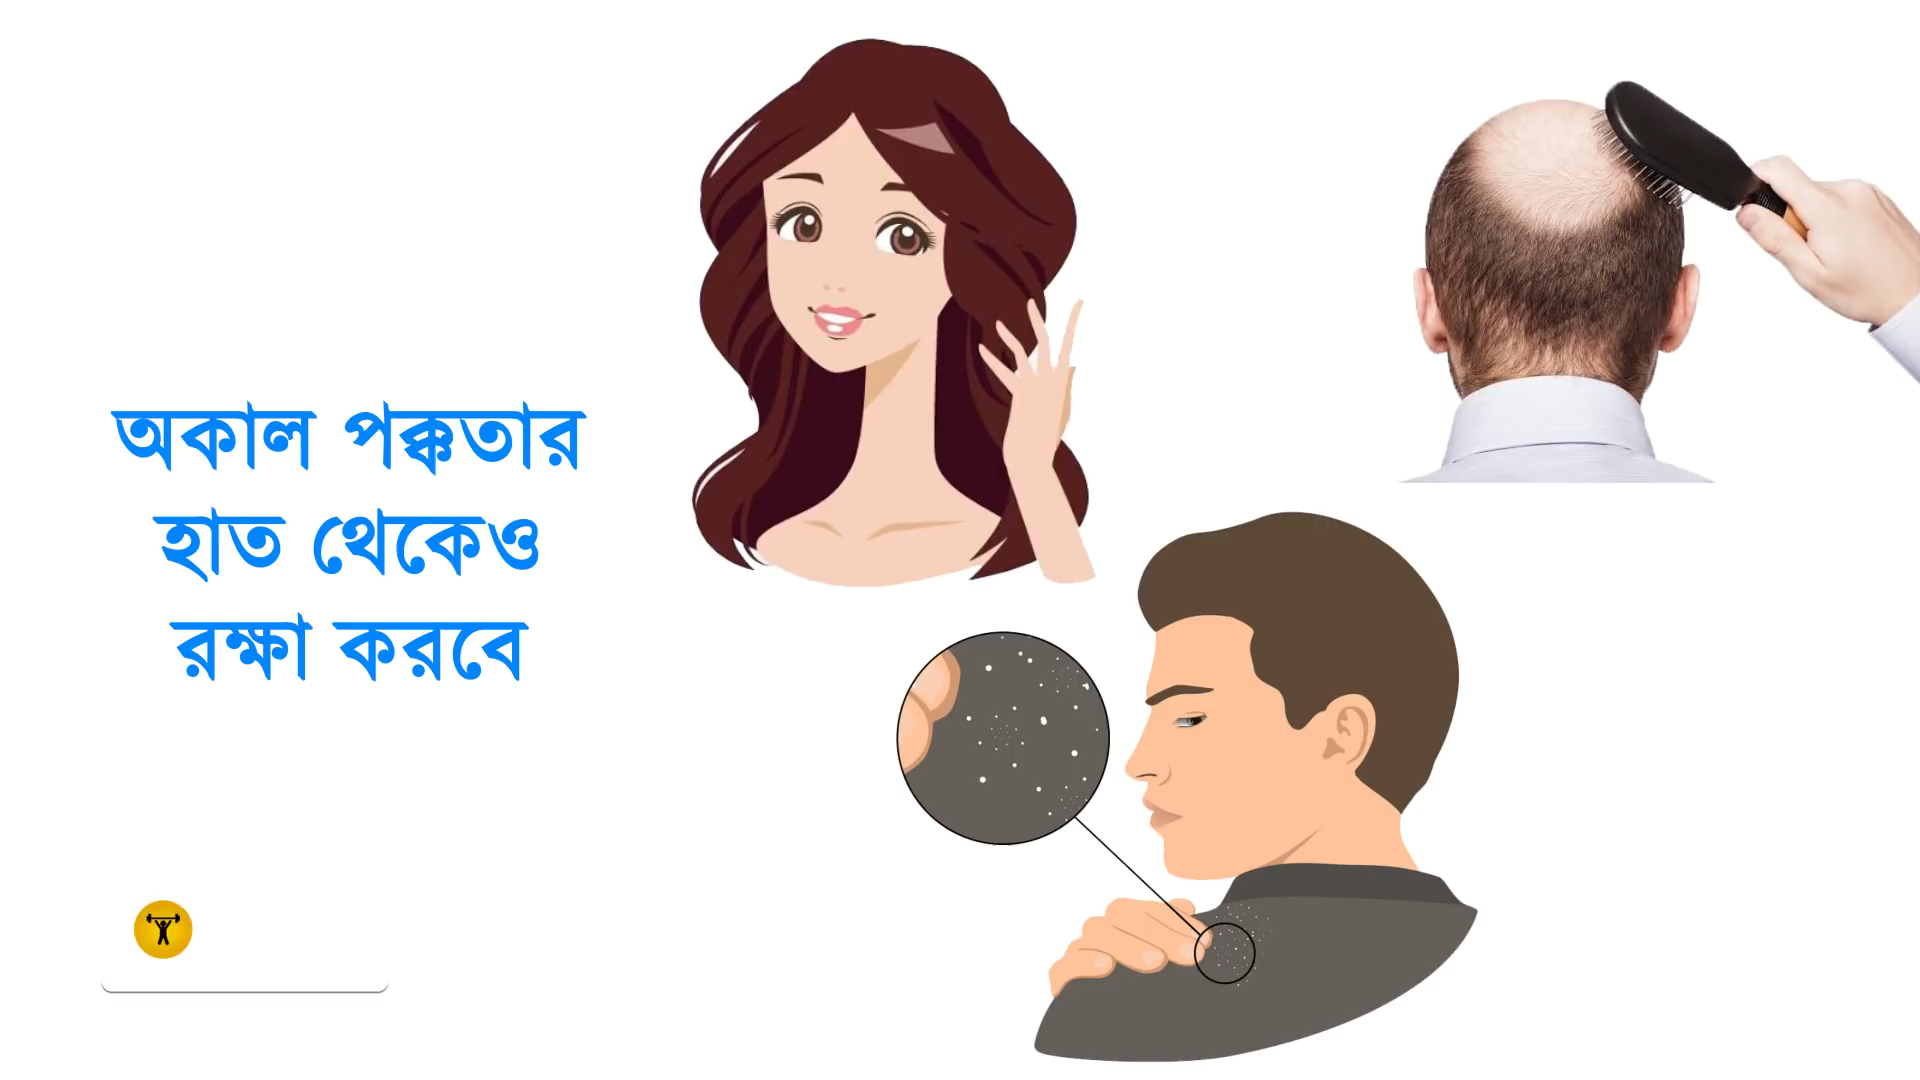 অকাল পক্কতার
হাত থেকেও
রক্ষা করবে